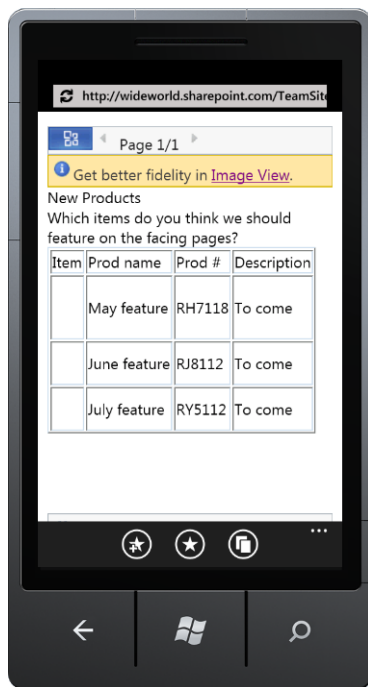 http://wideworld.sharepoint.com/TeamSite
Page 1/1
Get better fidelity in Image View.
New Products
Which items do you think we should
feature on the facing pages?
Item Prod name Prod # Description
May feature RH7118 To come
June feature RJ8112 To come
July feature RY5112 To come